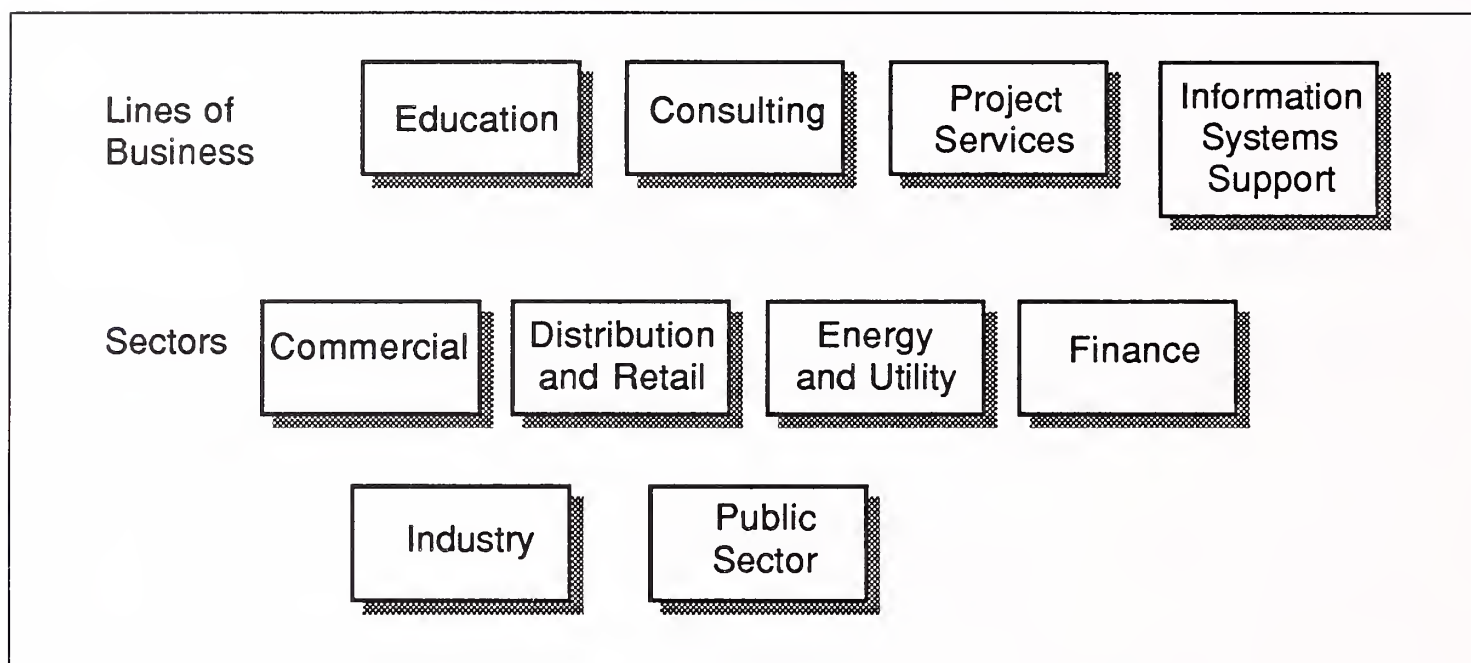 Lines of
Business
Education
Consulting
Project
Services
Information
Systems
Support
Sectors
Commercial
Distribution
and Retail
Energy
and Utility
Finance
Industry
Public
Sector